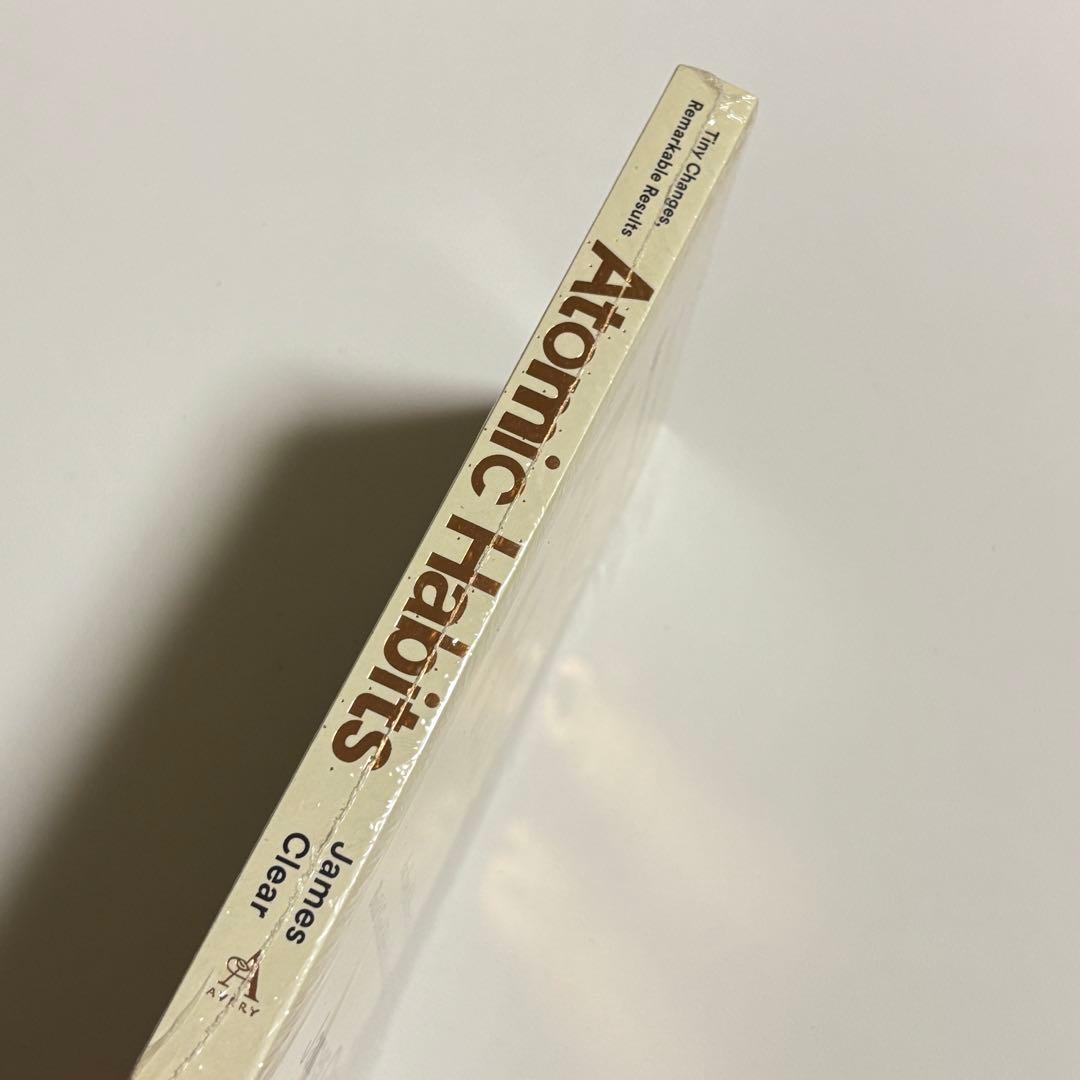 Tiny Changes,
Remarkable Results
Atomic Habits
James
Clear
AVERY